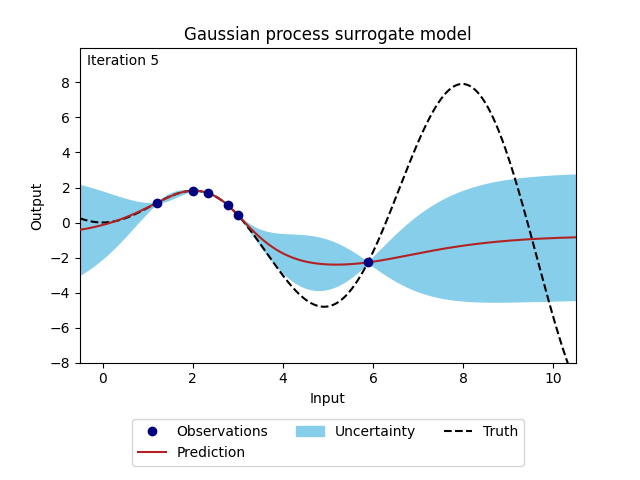 Gaussian process surrogate model
Iteration 5
8
6
4
2
0
−2
−4
−6
−8
Output
0 2 4 6 8 10
Input
Observations Uncertainty Truth
Prediction